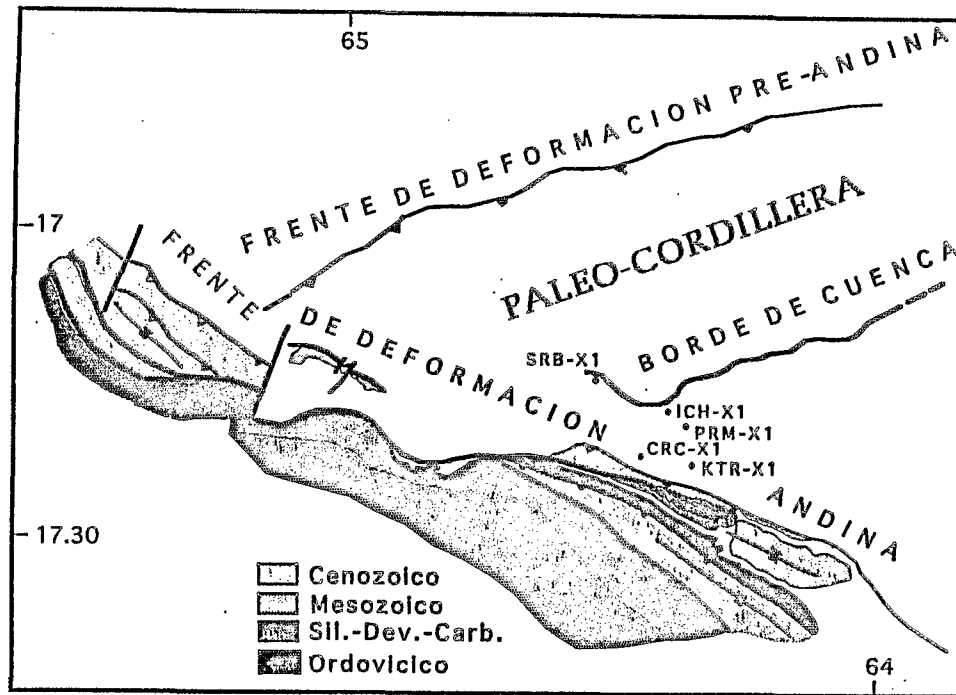 65
FRENTE DE DEFORMACION PRE-ANDINA
17
PALEO-CORDILLERA
FRENTE DE DEFORMACION ANDINA
BORDE DE CUENCA
SRB-X1
ICH-X1
PRM-X1
CRC-X1
KTR-X1
17.30
Cenozoico
Mesozoico
Sil.-Dev.-Carb.
Ordovicico
64